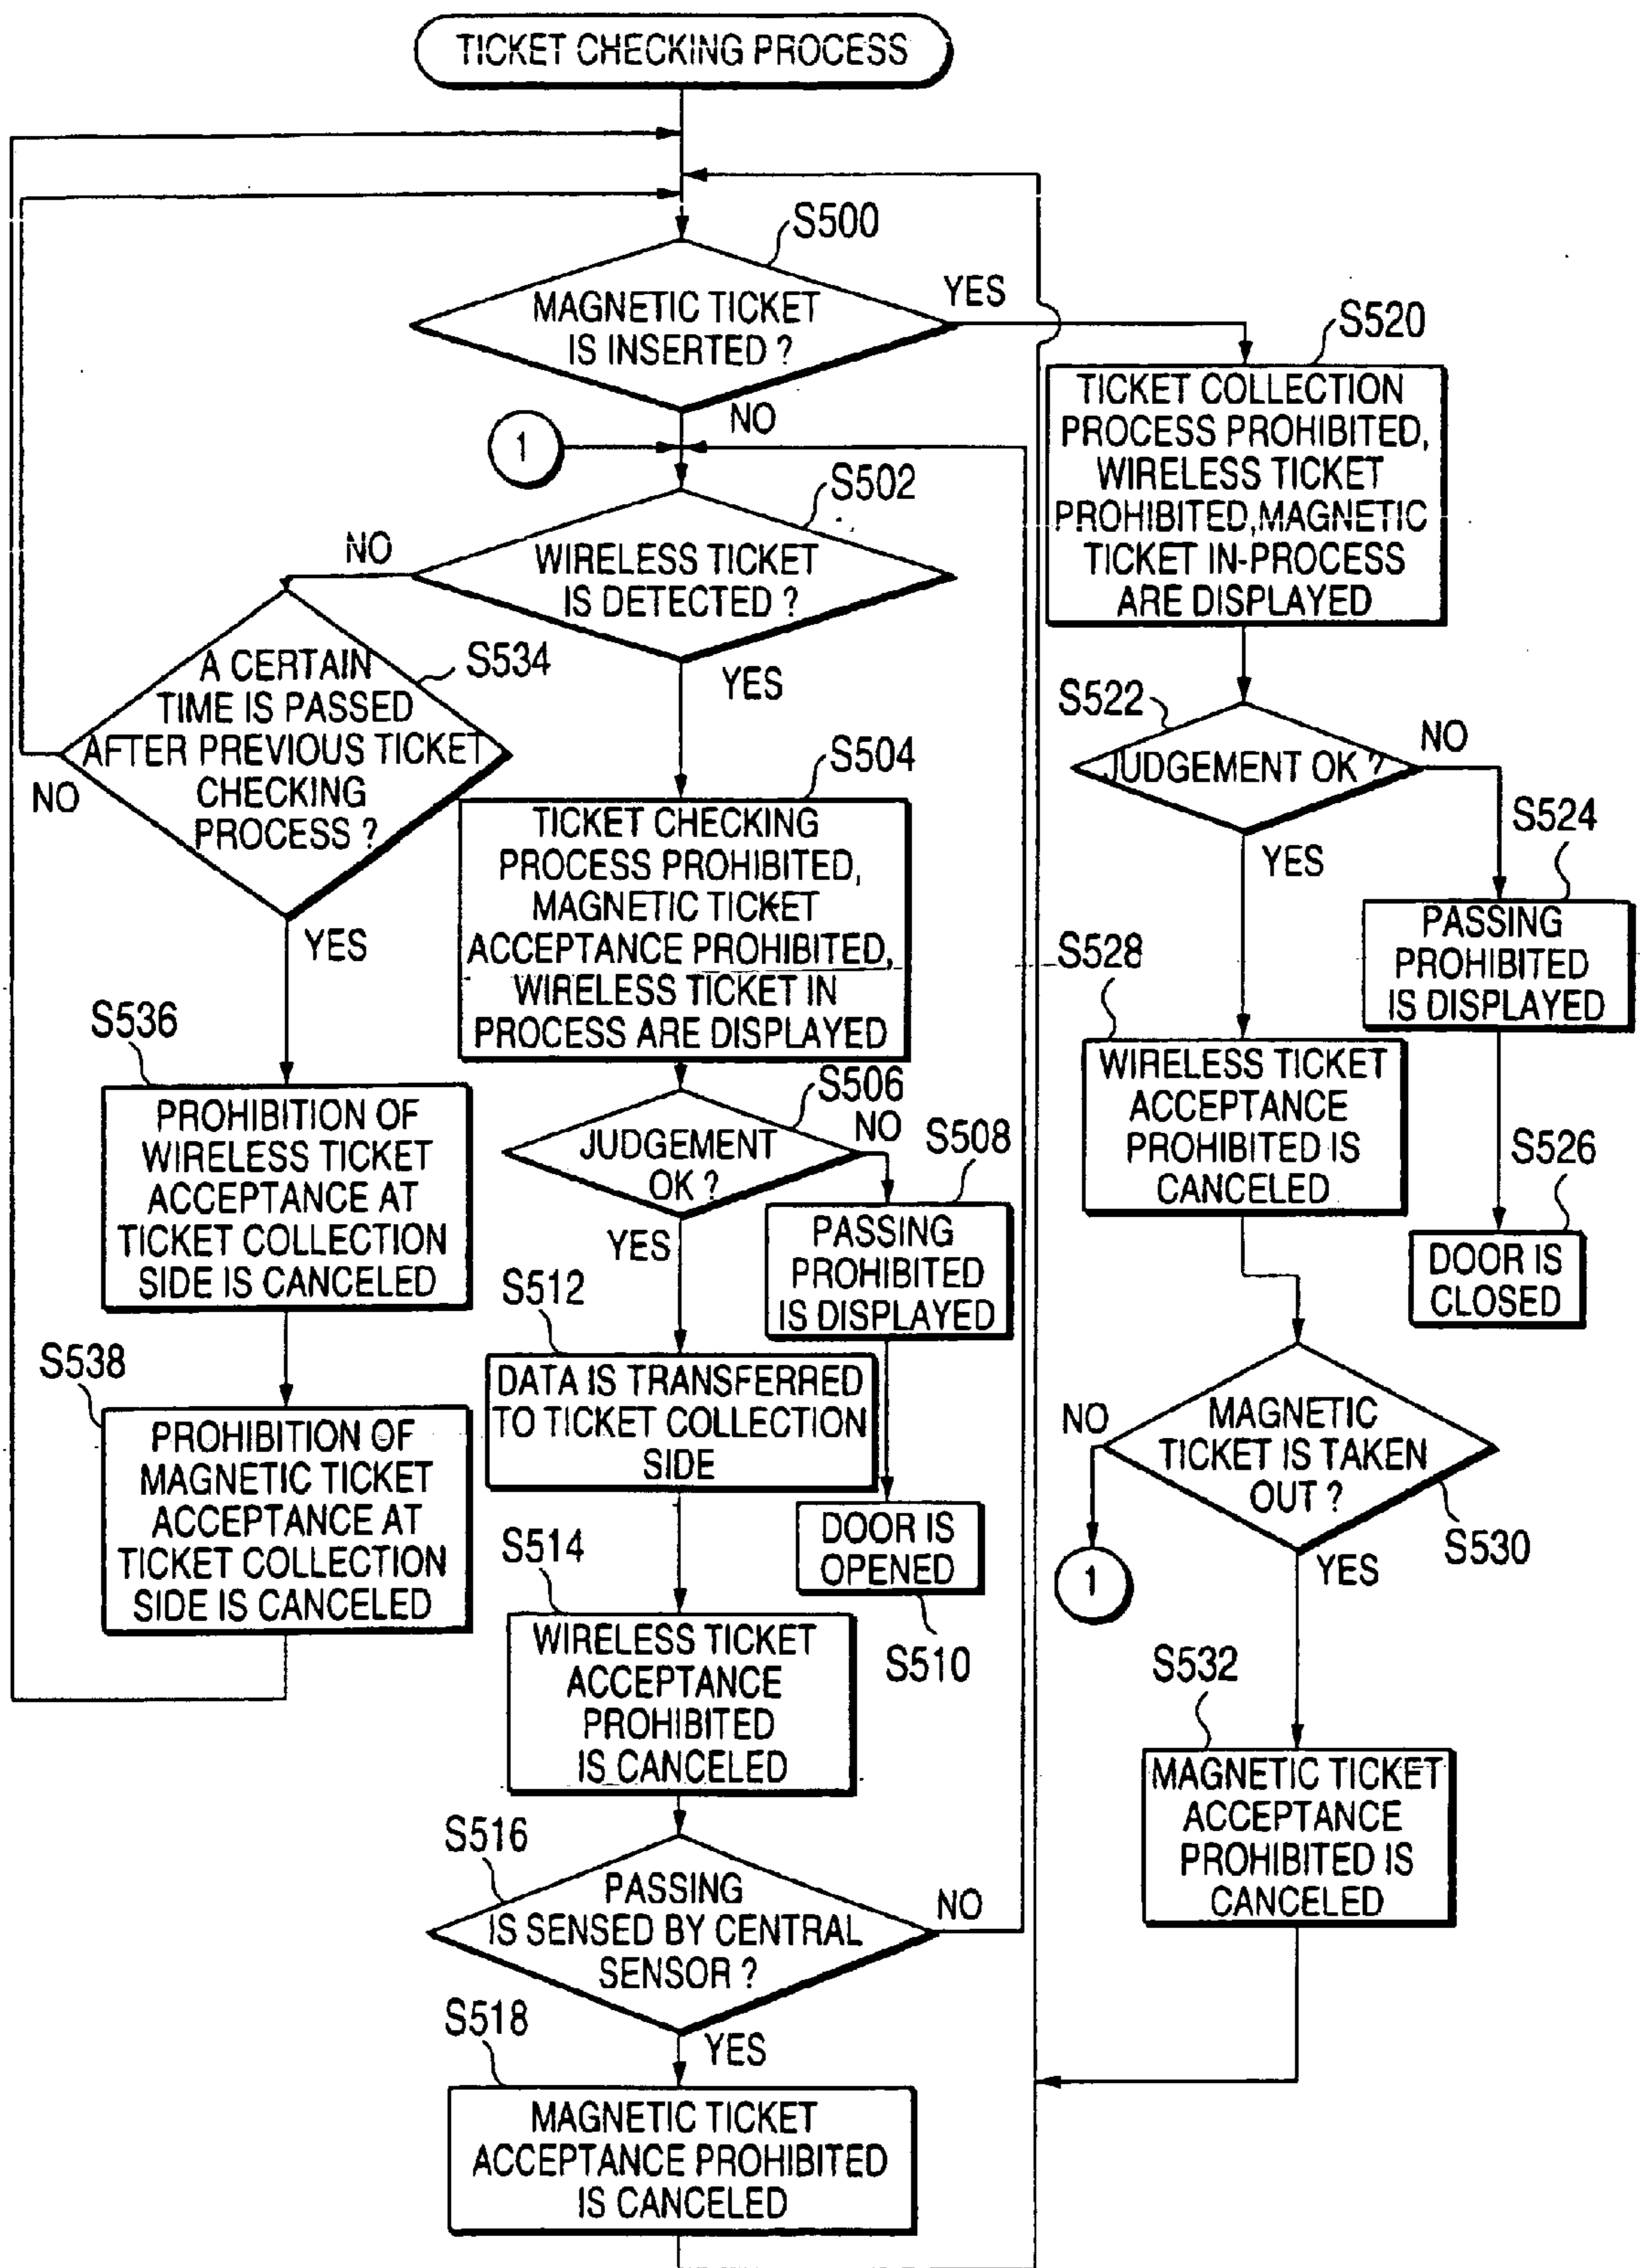 TICKET CHECKING PROCESS
S500
MAGNETIC TICKET
IS INSERTED ?
YES
NO
1
S502
WIRELESS TICKET
IS DETECTED ?
NO
YES
S534
A CERTAIN
TIME IS PASSED
AFTER PREVIOUS TICKET
CHECKING
PROCESS ?
NO
YES
S536
PROHIBITION OF
WIRELESS TICKET
ACCEPTANCE AT
TICKET COLLECTION
SIDE IS CANCELED
S538
PROHIBITION OF
MAGNETIC TICKET
ACCEPTANCE AT
TICKET COLLECTION
SIDE IS CANCELED
S504
TICKET CHECKING
PROCESS PROHIBITED,
MAGNETIC TICKET
ACCEPTANCE PROHIBITED,
WIRELESS TICKET IN
PROCESS ARE DISPLAYED
S506
JUDGEMENT
OK ?
NO
YES
S508
PASSING
PROHIBITED
IS DISPLAYED
DOOR IS
OPENED
S510
S512
DATA IS TRANSFERRED
TO TICKET COLLECTION
SIDE
S514
WIRELESS TICKET
ACCEPTANCE
PROHIBITED
IS CANCELED
S516
PASSING
IS SENSED BY CENTRAL
SENSOR ?
NO
YES
S518
MAGNETIC TICKET
ACCEPTANCE PROHIBITED
IS CANCELED
S520
TICKET COLLECTION
PROCESS PROHIBITED,
WIRELESS TICKET
PROHIBITED,MAGNETIC
TICKET IN-PROCESS
ARE DISPLAYED
S522
JUDGEMENT OK ?
NO
YES
S524
PASSING
PROHIBITED
IS DISPLAYED
S526
DOOR IS
CLOSED
S528
WIRELESS TICKET
ACCEPTANCE
PROHIBITED IS
CANCELED
MAGNETIC
TICKET IS TAKEN
OUT ?
NO
1
S530
YES
S532
MAGNETIC TICKET
ACCEPTANCE
PROHIBITED IS
CANCELED